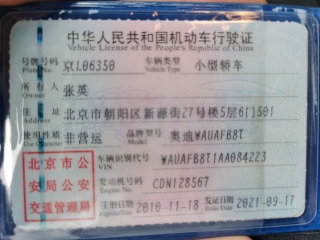 中华人民共和国机动车行驶证
Vehicle License of the People's Republic of China
号牌号码 京L06350 车辆类型 小型轿车
Plate No. Vehicle Type
所有人 张英
Owner
住址 北京市朝阳区新源街27号楼5层6门501
Address
使用性质 非营运 品牌型号 奥迪WAUAFB8T
Model
北京市公安局公安交通管理局
车辆识别代号 WAUAFB8T1AA084223
VIN
发动机号码 CDN128567
Engine No.
注册日期 2010-11-18 发证日期 2021-09-17
Register Date Issue Date